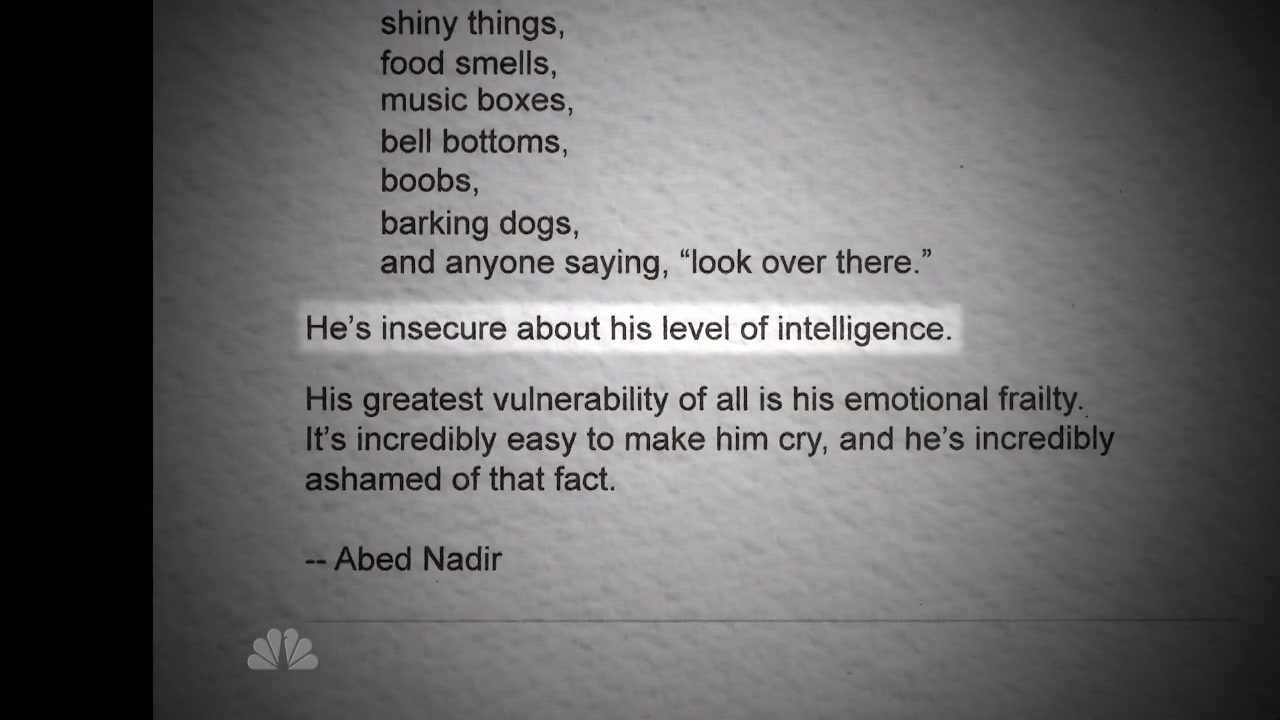 shiny things,
food smells,
music boxes,
bell bottoms,
boobs,
barking dogs,
and anyone saying, “look over there.”
He’s insecure about his level of intelligence.
His greatest vulnerability of all is his emotional frailty.
It’s incredibly easy to make him cry, and he’s incredibly
ashamed of that fact.
-- Abed Nadir